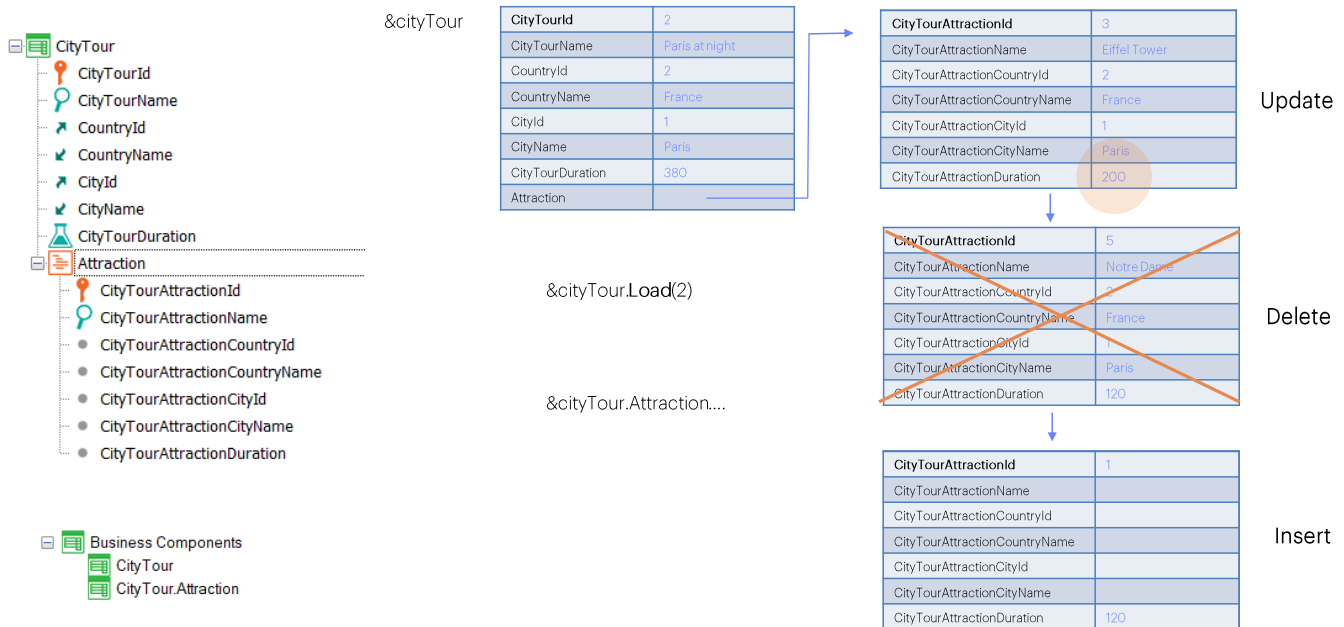 CityTour
CityTourId
CityTourName
CountryId
CountryName
CityId
CityName
CityTourDuration
Attraction
CityTourAttractionId
CityTourAttractionName
CityTourAttractionCountryId
CityTourAttractionCountryName
CityTourAttractionCityId
CityTourAttractionCityName
CityTourAttractionDuration
Business Components
CityTour
CityTour.Attraction
&cityTour
CityTourId 2
CityTourName Paris at night
CountryId 2
CountryName France
CityId 1
CityName Paris
CityTourDuration 380
Attraction
&cityTour.Load(2)
&cityTour.Attraction....
CityTourAttractionId 3
CityTourAttractionName Eiffel Tower
CityTourAttractionCountryId 2
CityTourAttractionCountryName France
CityTourAttractionCityId 1
CityTourAttractionCityName Paris
CityTourAttractionDuration 200
Update
CityTourAttractionId 5
CityTourAttractionName Notre Dame
CityTourAttractionCountryId 2
CityTourAttractionCountryName France
CityTourAttractionCityId 1
CityTourAttractionCityName Paris
CityTourAttractionDuration 120
Delete
CityTourAttractionId 1
CityTourAttractionName
CityTourAttractionCountryId
CityTourAttractionCountryName
CityTourAttractionCityId
CityTourAttractionCityName
CityTourAttractionDuration 120
Insert